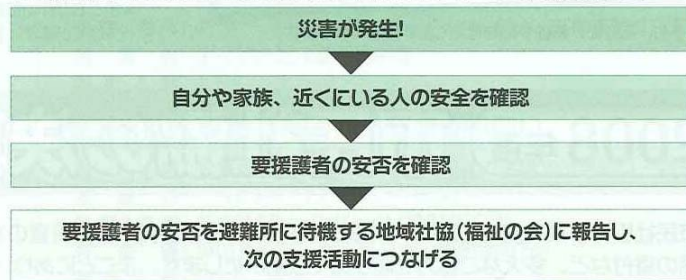 災害が発生!
自分や家族、近くにいる人の安全を確認
要援護者の安否を確認
要援護者の安否を避難所に待機する地域社協(福祉の会)に報告し、
次の支援活動につなげる